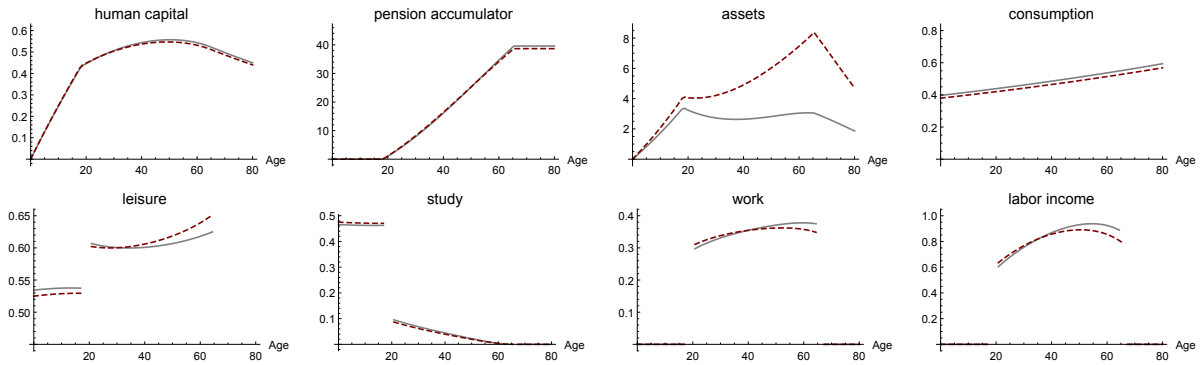 human capital
0.6
0.5
0.4
0.3
0.2
0.1
20 40 60 80
Age
pension accumulator
40
30
20
10
20 40 60 80
Age
assets
8
6
4
2
20 40 60 80
Age
consumption
0.8
0.6
0.4
0.2
20 40 60 80
Age
leisure
0.65
0.60
0.55
0.50
20 40 60 80
Age
study
0.5
0.4
0.3
0.2
0.1
20 40 60 80
Age
work
0.4
0.3
0.2
0.1
20 40 60 80
Age
labor income
1.0
0.8
0.6
0.4
0.2
20 40 60 80
Age